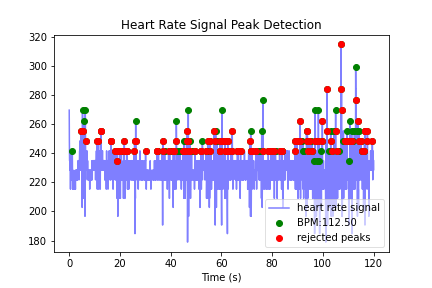 Heart Rate Signal Peak Detection
320
300
280
260
240
220
200
180
heart rate signal
BPM:112.50
rejected peaks
0 20 40 60 80 100 120
Time (s)